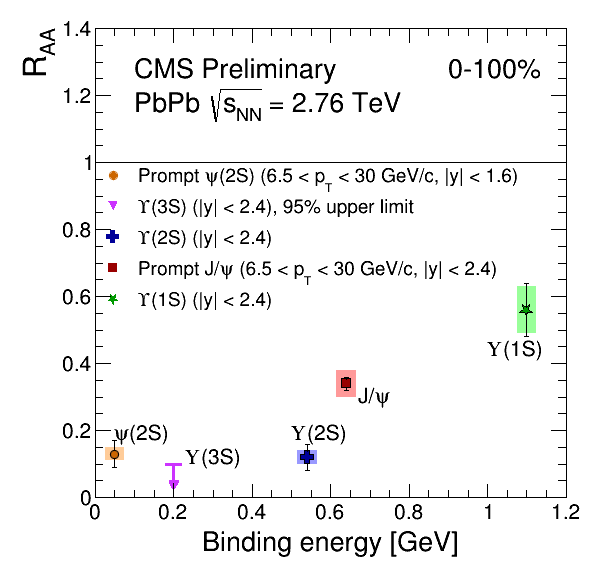 R_AA
1.4
1.2
1
0.8
0.6
0.4
0.2
0
CMS Preliminary 0-100%
PbPb √s_NN = 2.76 TeV
Prompt ψ(2S) (6.5 < p_T < 30 GeV/c, |y| < 1.6)
ϒ(3S) (|y| < 2.4), 95% upper limit
ϒ(2S) (|y| < 2.4)
Prompt J/ψ (6.5 < p_T < 30 GeV/c, |y| < 2.4)
ϒ(1S) (|y| < 2.4)
ϒ(1S)
J/ψ
ψ(2S)
ϒ(2S)
ϒ(3S)
0 0.2 0.4 0.6 0.8 1 1.2
Binding energy [GeV]